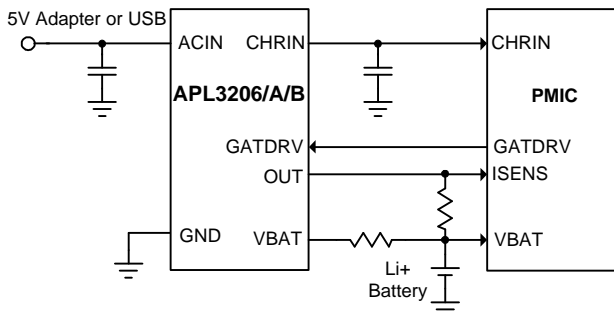 5V Adapter or USB
ACIN
CHRIN
CHRIN
APL3206/A/B
PMIC
GATDRV
GATDRV
OUT
ISENS
GND
VBAT
VBAT
Li+
Battery